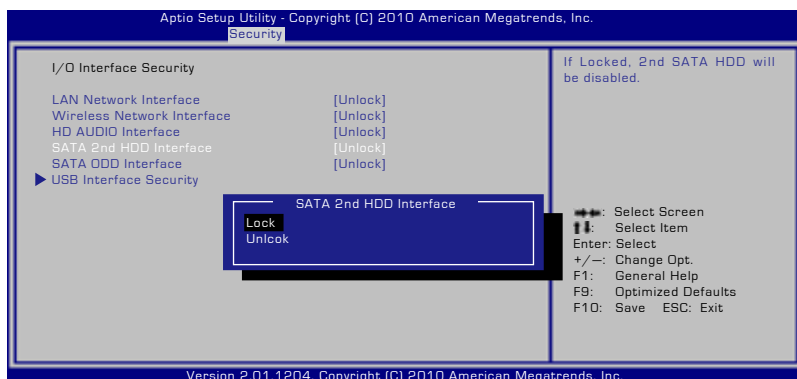 Aptio Setup Utility - Copyright (C) 2010 American Megatrends, Inc.
Security
I/O Interface Security
LAN Network Interface [Unlock]
Wireless Network Interface [Unlock]
HD AUDIO Interface [Unlock]
SATA 2nd HDD Interface [Unlock]
SATA ODD Interface [Unlock]
USB Interface Security
SATA 2nd HDD Interface
Lock
Unlcok
If Locked, 2nd SATA HDD will
be disabled.
: Select Screen
: Select Item
Enter: Select
+/—: Change Opt.
F1: General Help
F9: Optimized Defaults
F10: Save ESC: Exit
Version 2.01.1204. Copyright (C) 2010 American Megatrends, Inc.